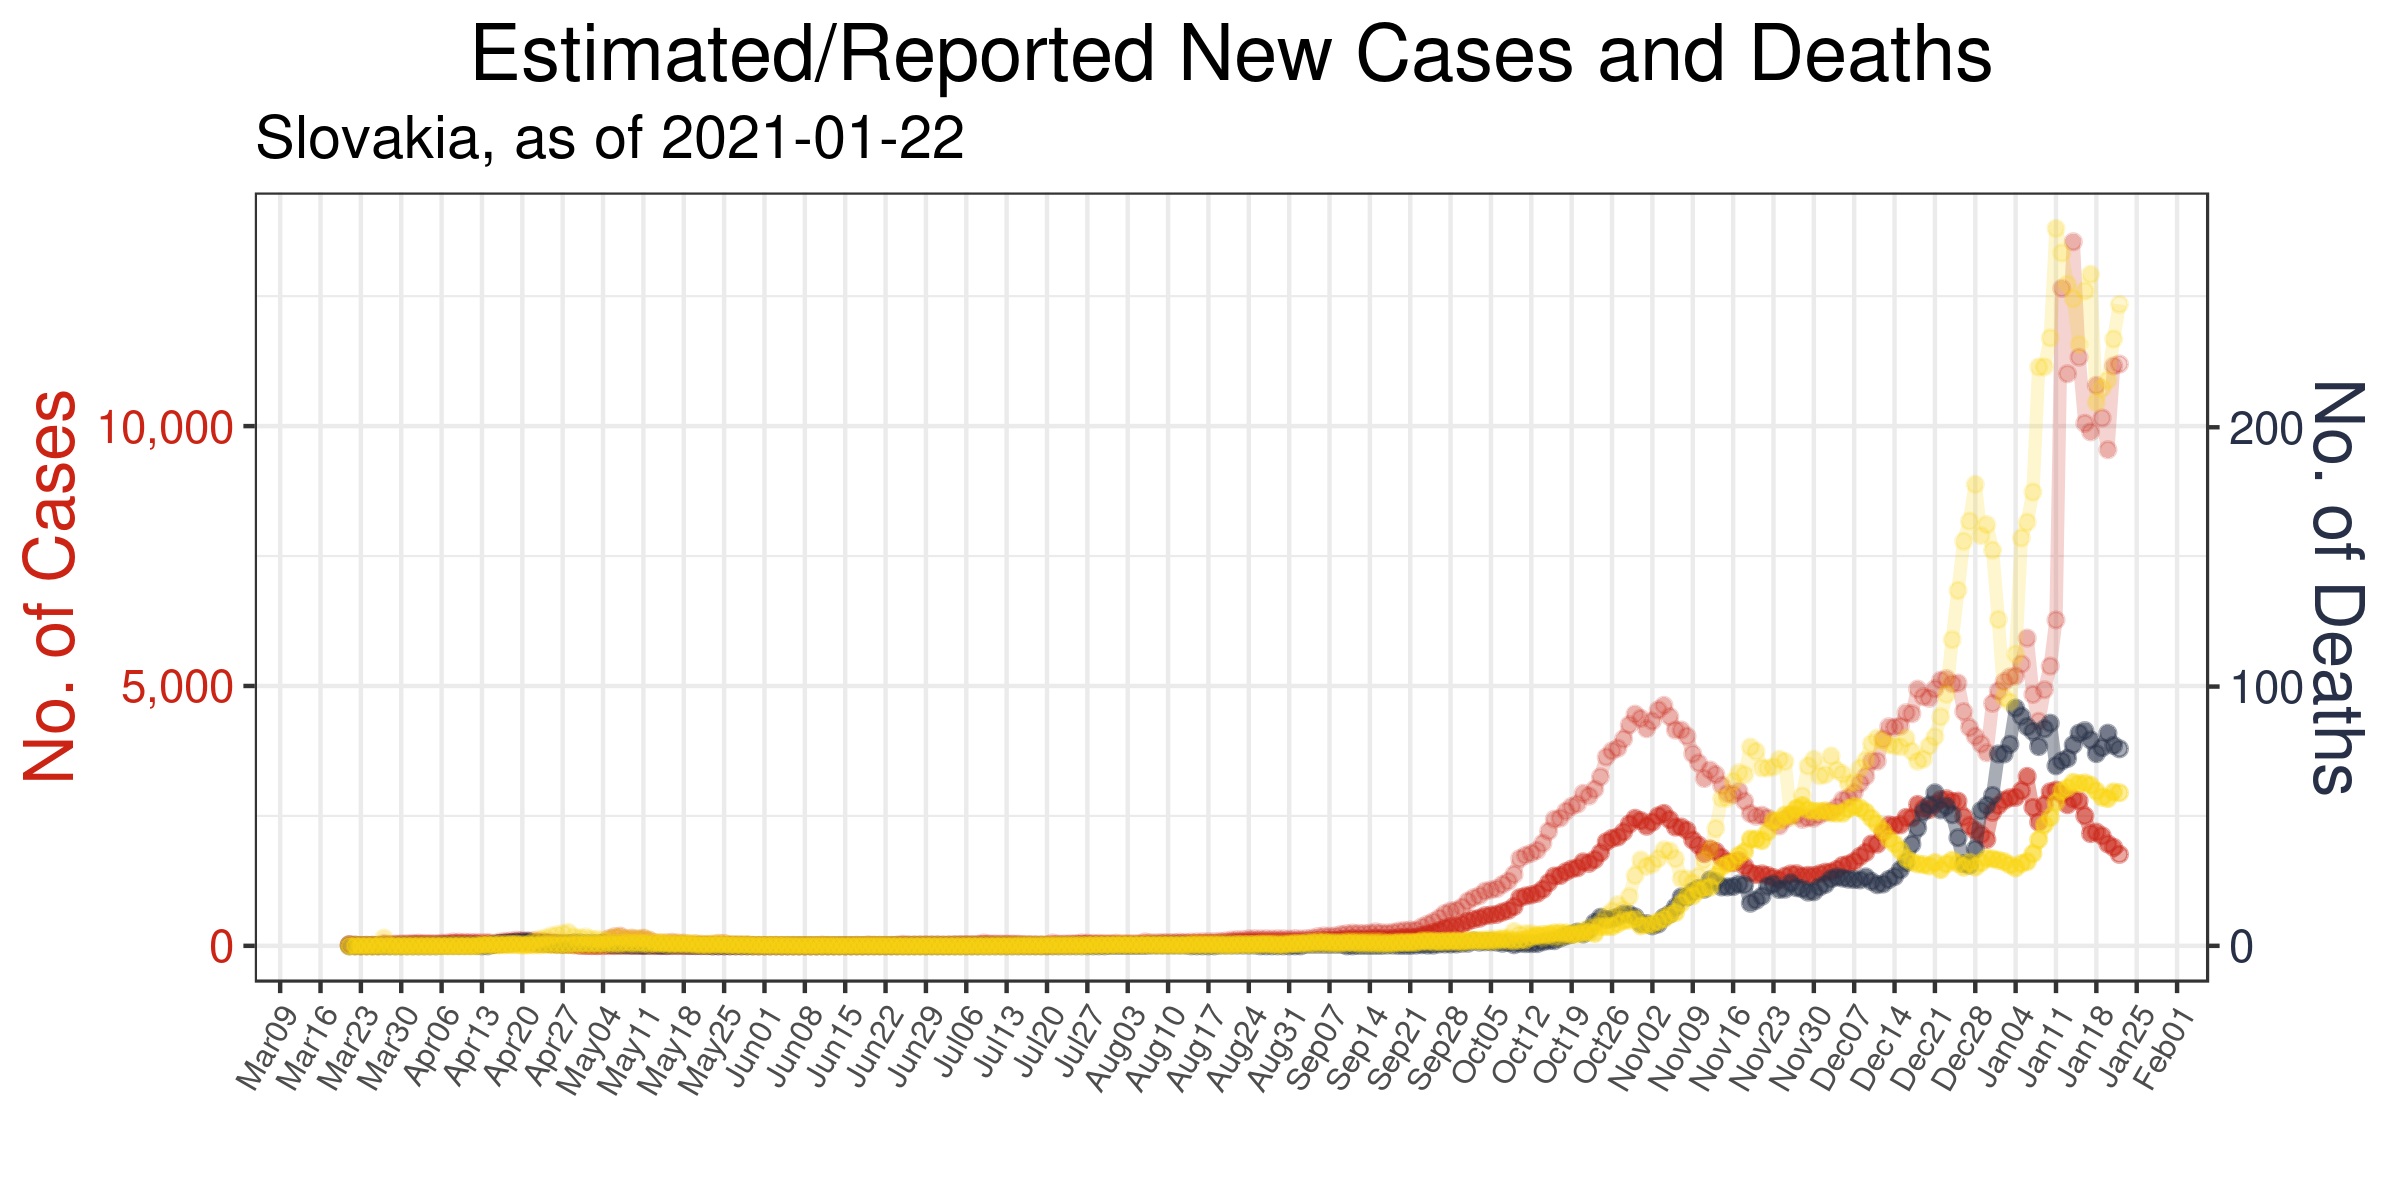 Estimated/Reported New Cases and Deaths
Slovakia, as of 2021-01-22
No. of Cases
10,000
5,000
0
200
100
0
No. of Deaths
Mar09
Mar16
Mar23
Mar30
Apr06
Apr13
Apr20
Apr27
May04
May11
May18
May25
Jun01
Jun08
Jun15
Jun22
Jun29
Jul06
Jul13
Jul20
Jul27
Aug03
Aug10
Aug17
Aug24
Aug31
Sep07
Sep14
Sep21
Sep28
Oct05
Oct12
Oct19
Oct26
Nov02
Nov09
Nov16
Nov23
Nov30
Dec07
Dec14
Dec21
Dec28
Jan04
Jan11
Jan18
Jan25
Feb01